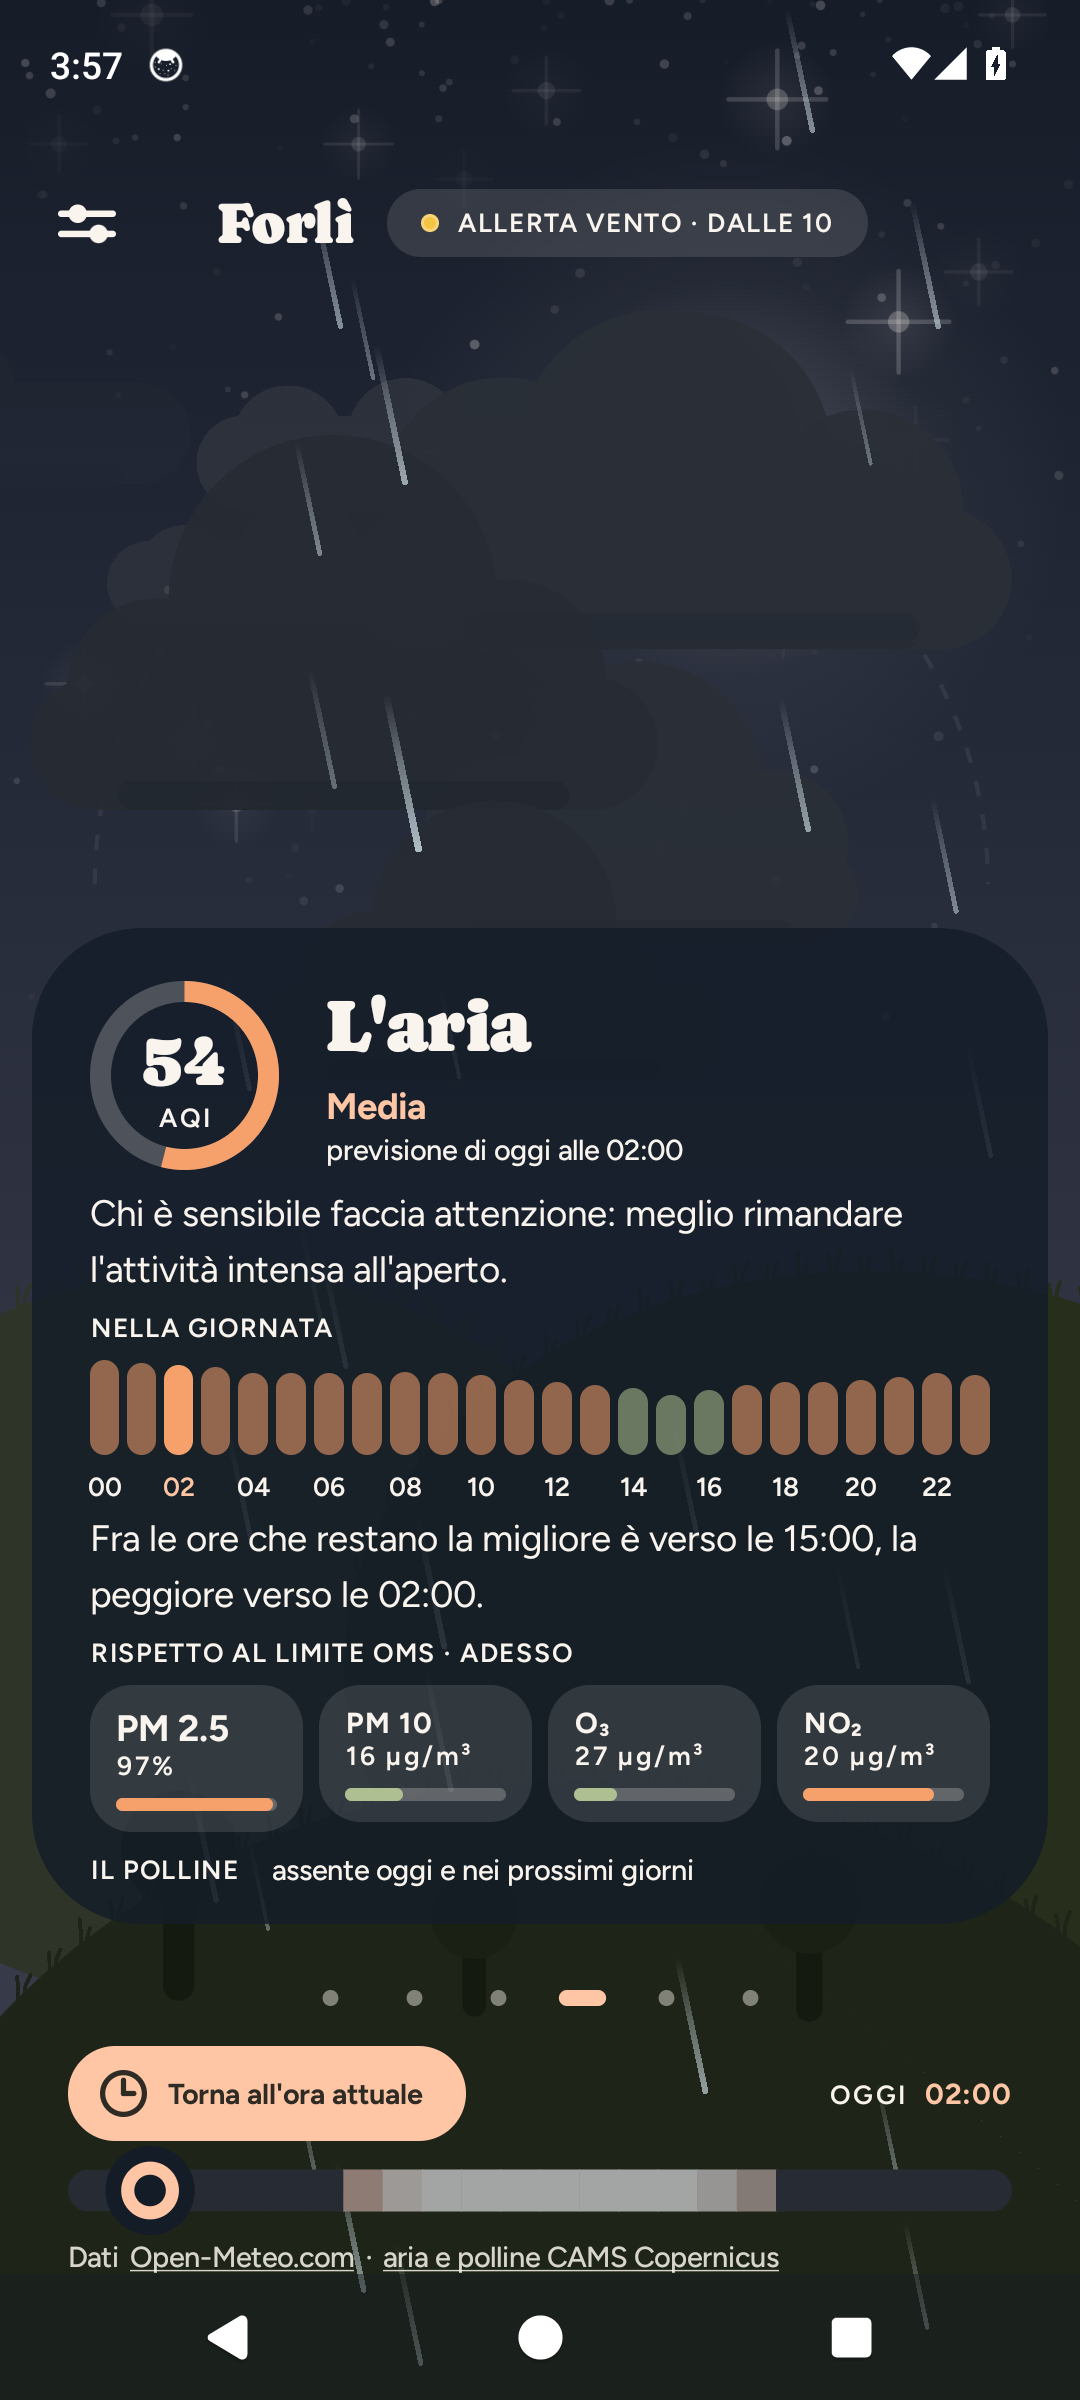 3:57
Forlì
ALLERTA VENTO · DALLE 10
54
AQI
L'aria
Media
previsione di oggi alle 02:00
Chi è sensibile faccia attenzione: meglio rimandare
l'attività intensa all'aperto.
NELLA GIORNATA
00 02 04 06 08 10 12 14 16 18 20 22
Fra le ore che restano la migliore è verso le 15:00, la
peggiore verso le 02:00.
RISPETTO AL LIMITE OMS · ADESSO
PM 2.5
97%
PM 10
16 µg/m³
O₃
27 µg/m³
NO₂
20 µg/m³
IL POLLINE assente oggi e nei prossimi giorni
Torna all'ora attuale
OGGI 02:00
Dati Open-Meteo.com · aria e polline CAMS Copernicus